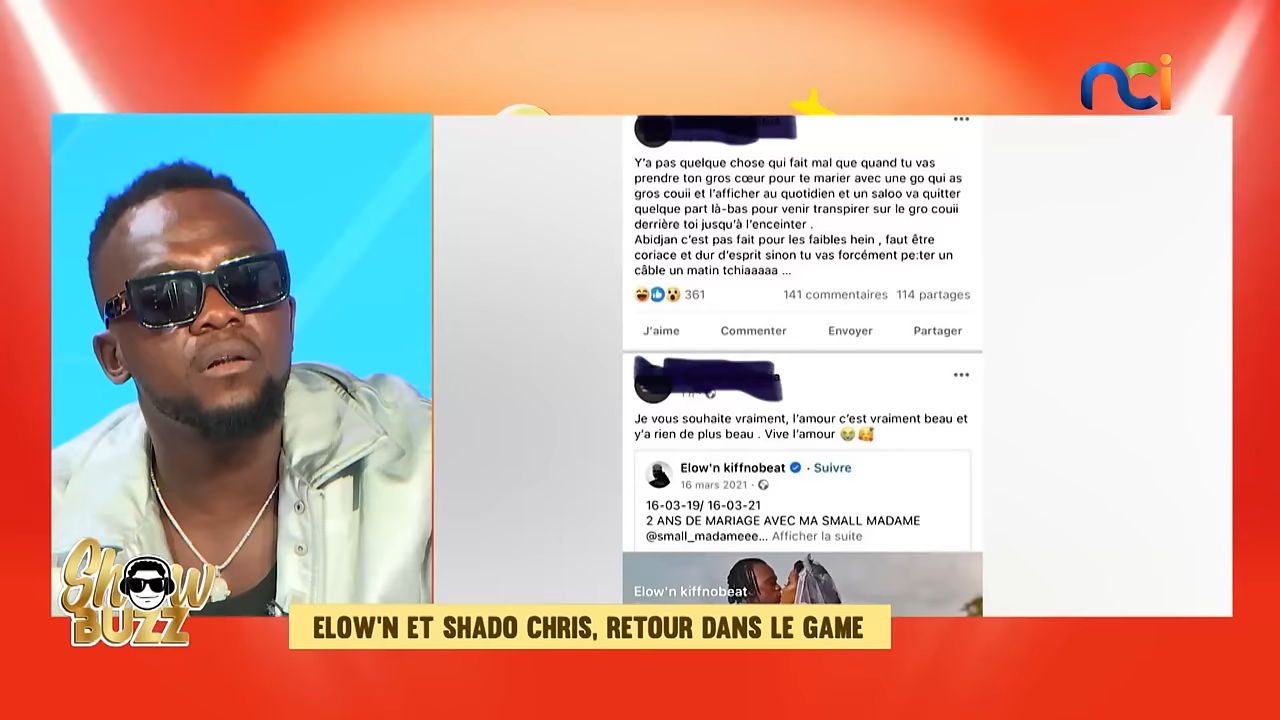 nci
Y'a pas quelque chose qui fait mal que quand tu vas
prendre ton gros cœur pour te marier avec une go qui as
gros couii et l'afficher au quotidien et un saloo va quitter
quelque part là-bas pour venir transpirer sur le gro couii
derrière toi jusqu'à l'enceinter .
Abidjan c'est pas fait pour les faibles hein , faut être
coriace et dur d'esprit sinon tu vas forcément pe:ter un
câble un matin tchiaaaaa ...
361
141 commentaires 114 partages
J'aime Commenter Envoyer Partager
Je vous souhaite vraiment, l'amour c'est vraiment beau et
y'a rien de plus beau . Vive l'amour 😭🥰
Elow'n kiffnobeat · Suivre
16 mars 2021 ·
16-03-19/ 16-03-21
2 ANS DE MARIAGE AVEC MA SMALL MADAME
@small_madameee... Afficher la suite
Elow'n kiffnobeat
Show
BUZZ
ELOW'N ET SHADO CHRIS, RETOUR DANS LE GAME